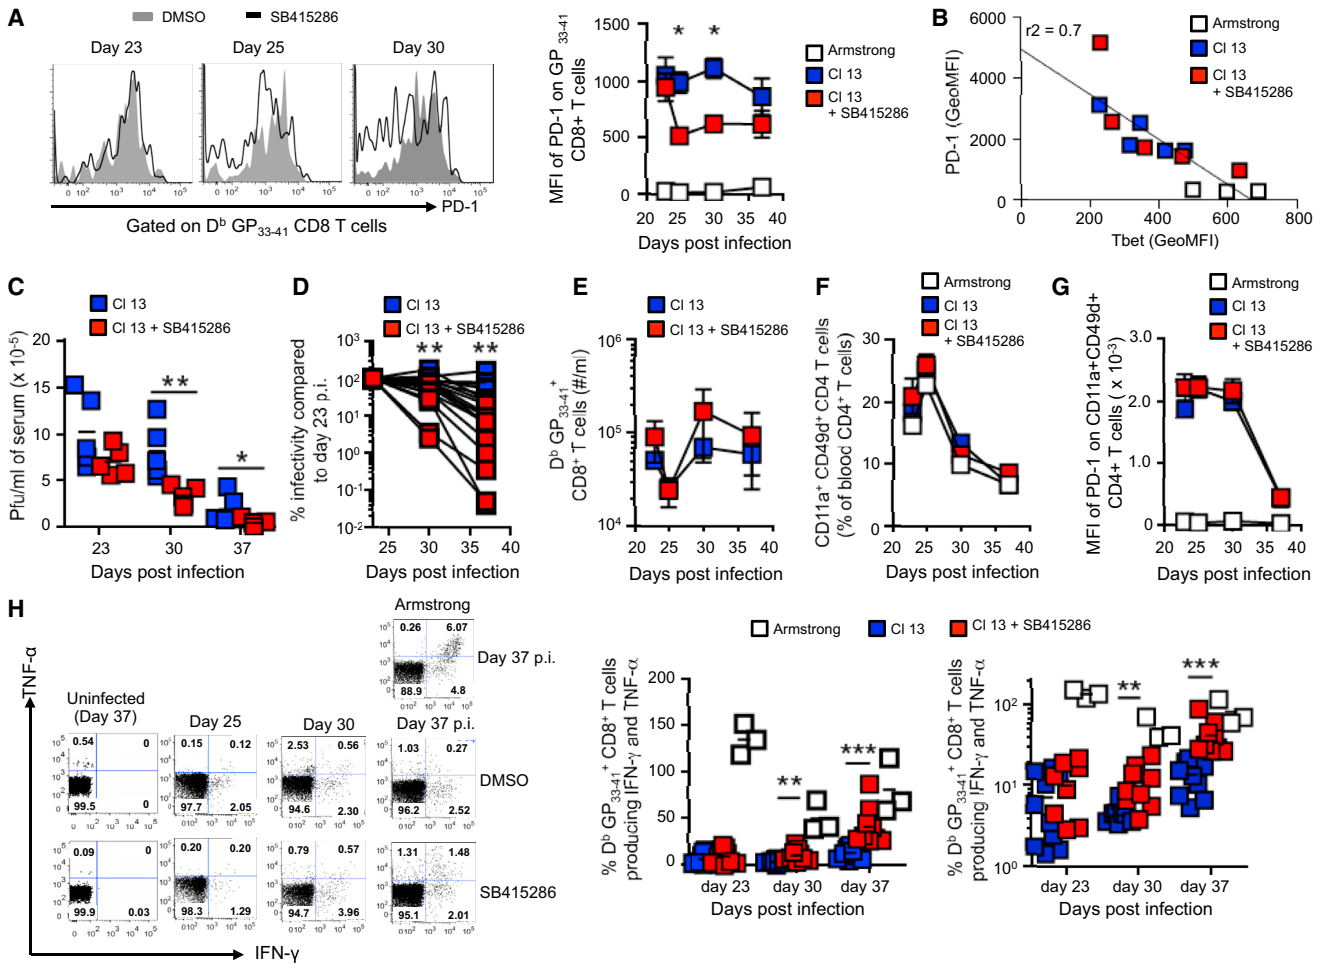 A
DMSO
SB415286
Day 23
Day 25
Day 30
0 10² 10³ 10⁴ 10⁵
0 10² 10³ 10⁴ 10⁵
0 10² 10³ 10⁴ 10⁵
PD-1
Gated on Dᵇ GP₃₃₋₄₁ CD8 T cells
MFI of PD-1 on GP ₃₃₋₄₁
CD8+ T cells
1500
1000
500
0
* *
20 25 30 35 40
Days post infection
Armstrong
Cl 13
Cl 13
+ SB415286
B
PD-1 (GeoMFI)
6000
4000
2000
0
r2 = 0.7
0 200 400 600 800
Tbet (GeoMFI)
Armstrong
Cl 13
Cl 13
+ SB415286
C
Cl 13
Cl 13 + SB415286
Pfu/ml of serum (x 10⁻⁵)
20
15
10
5
0
**
*
23 30 37
Days post infection
D
Cl 13
Cl 13 + SB415286
% infectivity compared
to day 23 p.i.
10³
10²
10¹
10⁰
10⁻¹
10⁻²
** **
25 30 35 40
Days post infection
E
Cl 13
Cl 13 + SB415286
Dᵇ GP₃₃₋₄₁⁺
CD8⁺ T cells (#/ml)
10⁶
10⁵
10⁴
20 25 30 35 40
Days post infection
F
Armstrong
Cl 13
Cl 13
+ SB415286
CD11a⁺ CD49d⁺ CD4 T cells
(% of blood CD4⁺ T cells)
30
20
10
0
20 25 30 35 40
Days post infection
G
Armstrong
Cl 13
Cl 13
+ SB415286
MFI of PD-1 on CD11a+CD49d+
CD4+ T cells ( x 10⁻³)
3.0
2.0
1.0
0
20 25 30 35 40
Days post infection
H
TNF-α
Armstrong
0.26 6.07
88.9 4.8
Day 37 p.i.
Uninfected
(Day 37)
Day 25
Day 30
Day 37 p.i.
0.54 0
99.5 0
0.15 0.12
97.7 2.05
2.53 0.56
94.6 2.30
1.03 0.27
96.2 2.52
DMSO
0.09 0
99.9 0.03
0.20 0.20
98.3 1.29
0.79 0.57
94.7 3.96
1.31 1.48
95.1 2.01
SB415286
IFN-γ
Armstrong
Cl 13
Cl 13 + SB415286
% Dᵇ GP₃₃₋₄₁⁺ CD8⁺ T cells
producing IFN-γ and TNF-α
200
150
100
50
0
**
***
day 23 day 30 day 37
Days post infection
% Dᵇ GP₃₃₋₄₁⁺ CD8⁺ T cells
producing IFN-γ and TNF-α
10²
10¹
10⁰
**
***
day 23 day 30 day 37
Days post infection